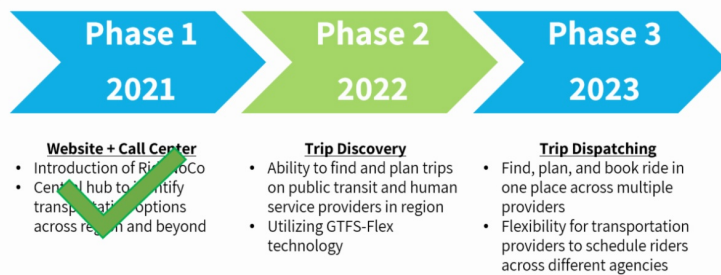 Phase 1
2021
Phase 2
2022
Phase 3
2023
Website + Call Center
• Introduction of
• Central hub to
options
across and beyond
Trip Discovery
• Ability to find and plan trips
on public transit and human
service providers in region
• Utilizing GTFS-Flex
technology
Trip Dispatching
• Find, plan, and book ride in
one place across multiple
providers
• Flexibility for transportation
providers to schedule riders
across different agencies